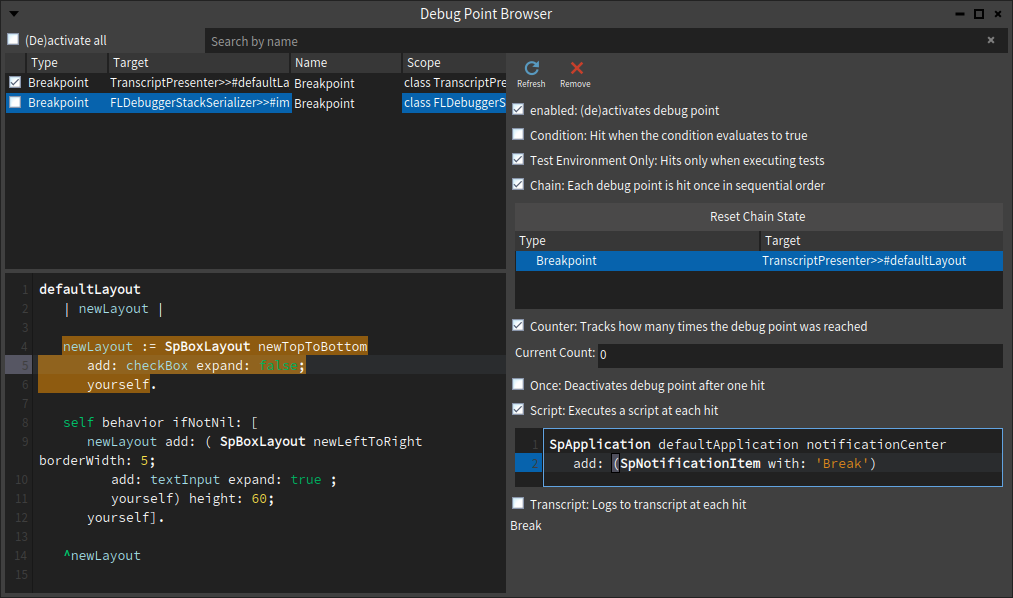 Debug Point Browser
(De)activate all
Search by name
Type Target Name Scope
Breakpoint TranscriptPresenter>>#defaultLa Breakpoint class TranscriptPre
Breakpoint FLDebuggerStackSerializer>>#im Breakpoint class FLDebuggerS
Refresh Remove
enabled: (de)activates debug point
Condition: Hit when the condition evaluates to true
Test Environment Only: Hits only when executing tests
Chain: Each debug point is hit once in sequential order
Reset Chain State
Type Target
Breakpoint TranscriptPresenter>>#defaultLayout
Counter: Tracks how many times the debug point was reached
Current Count: 0
Once: Deactivates debug point after one hit
Script: Executes a script at each hit
1 SpApplication defaultApplication notificationCenter
2 add: (SpNotificationItem with: 'Break')
Transcript: Logs to transcript at each hit
Break
1 defaultLayout
2 | newLayout |
3
4 newLayout := SpBoxLayout newTopToBottom
5 add: checkBox expand: false;
6 yourself.
7
8 self behavior ifNotNil: [
9 newLayout add: ( SpBoxLayout newLeftToRight
borderWidth: 5;
10 add: textInput expand: true ;
11 yourself) height: 60;
12 yourself].
13
14 ^newLayout
15